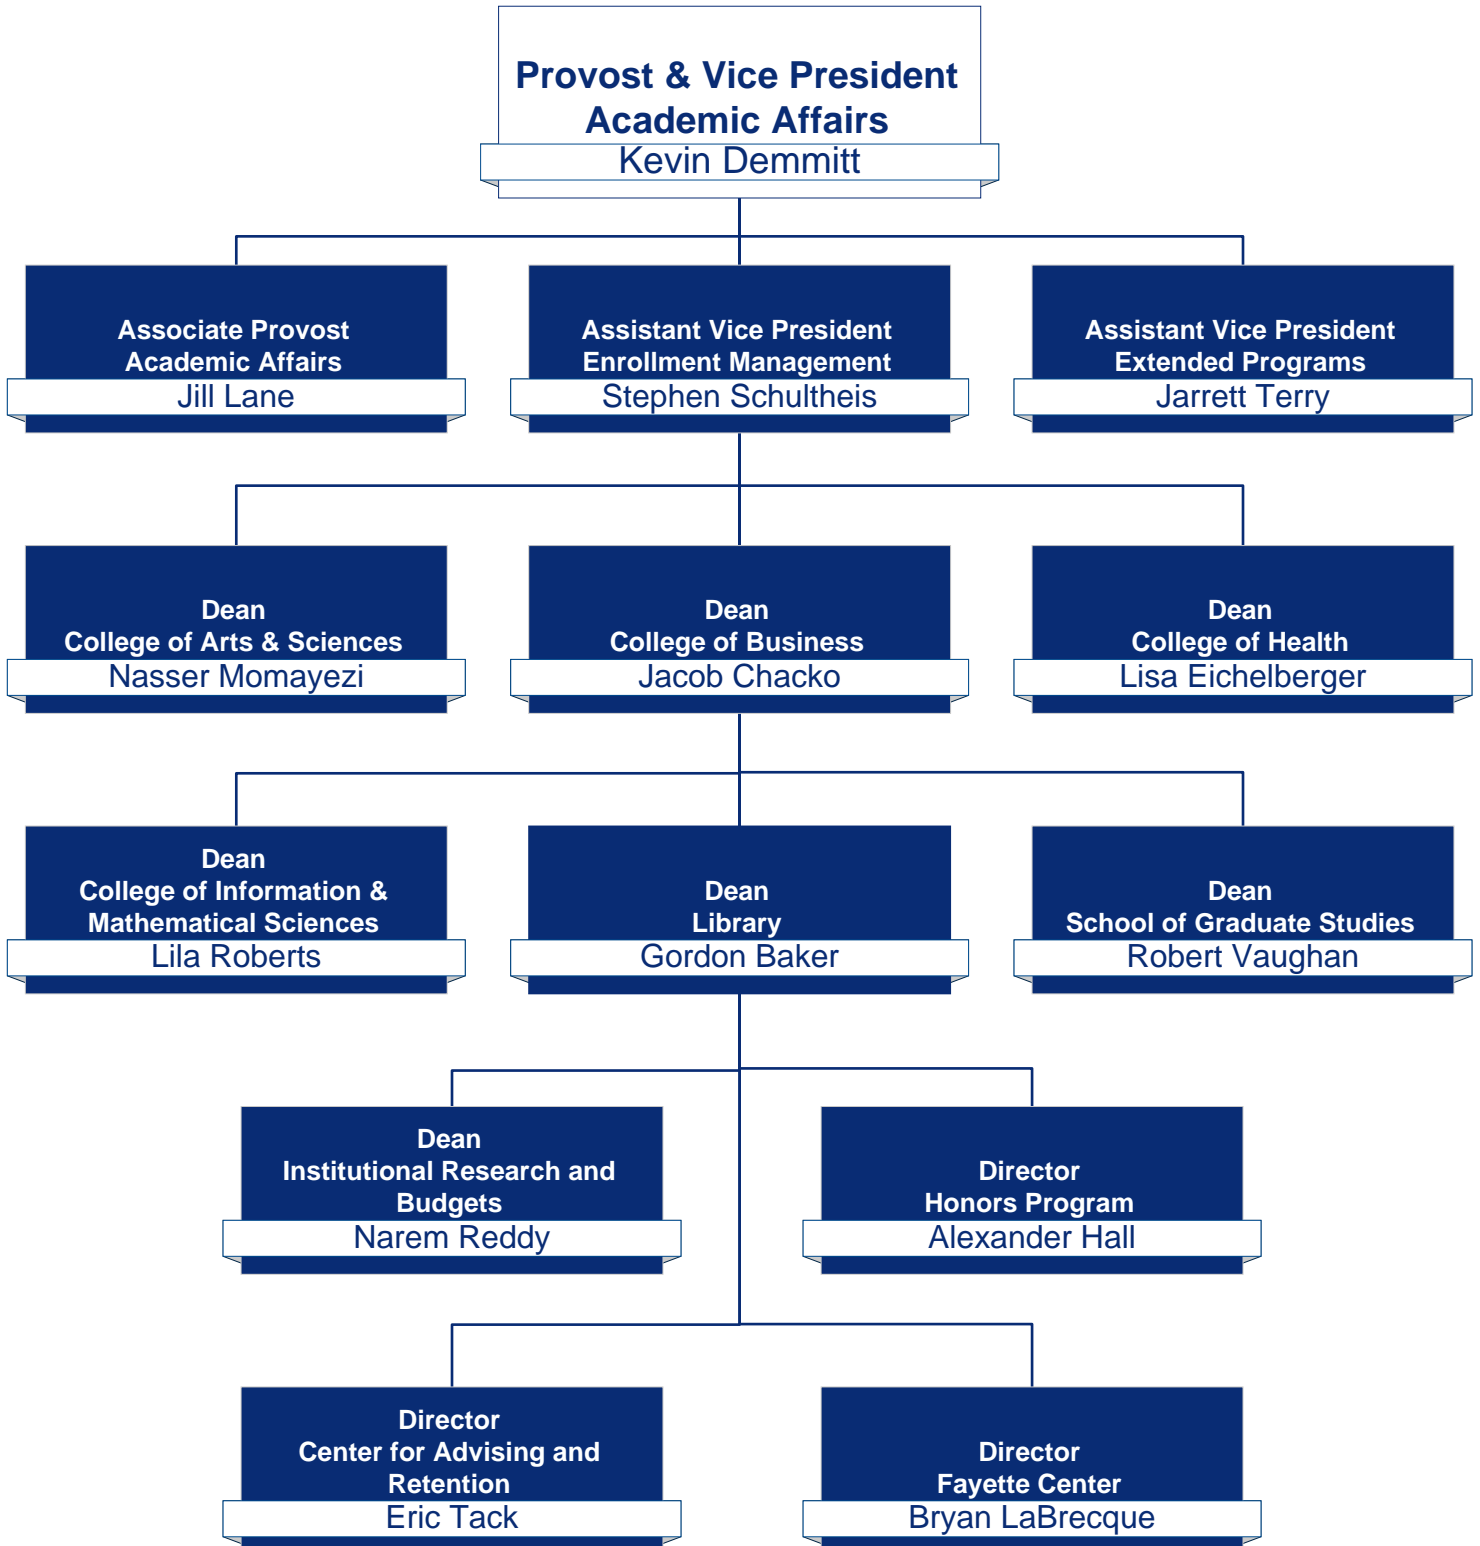 Provost & Vice President
Academic Affairs
Kevin Demmitt
Associate Provost
Academic Affairs
Jill Lane
Assistant Vice President
Enrollment Management
Stephen Schultheis
Assistant Vice President
Extended Programs
Jarrett Terry
Dean
College of Arts & Sciences
Nasser Momayezi
Dean
College of Business
Jacob Chacko
Dean
College of Health
Lisa Eichelberger
Dean
College of Information &
Mathematical Sciences
Lila Roberts
Dean
Library
Gordon Baker
Dean
School of Graduate Studies
Robert Vaughan
Dean
Institutional Research and
Budgets
Narem Reddy
Director
Honors Program
Alexander Hall
Director
Center for Advising and
Retention
Eric Tack
Director
Fayette Center
Bryan LaBrecque